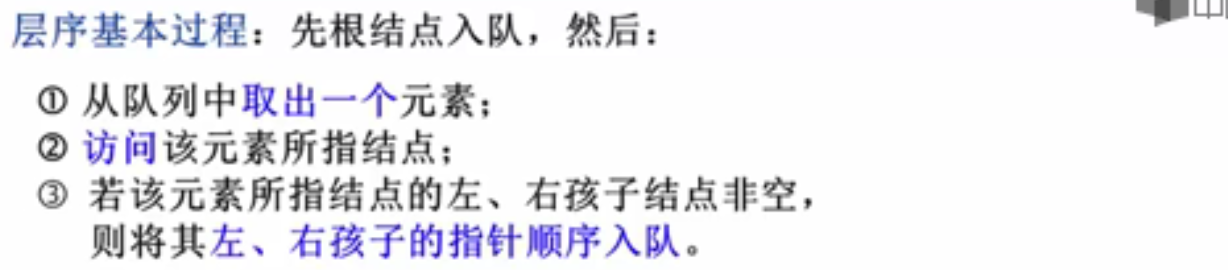 层序基本过程：先根结点入队，然后：
① 从队列中取出一个元素；
② 访问该元素所指结点；
③ 若该元素所指结点的左、右孩子结点非空，
则将其左、右孩子的指针顺序入队。